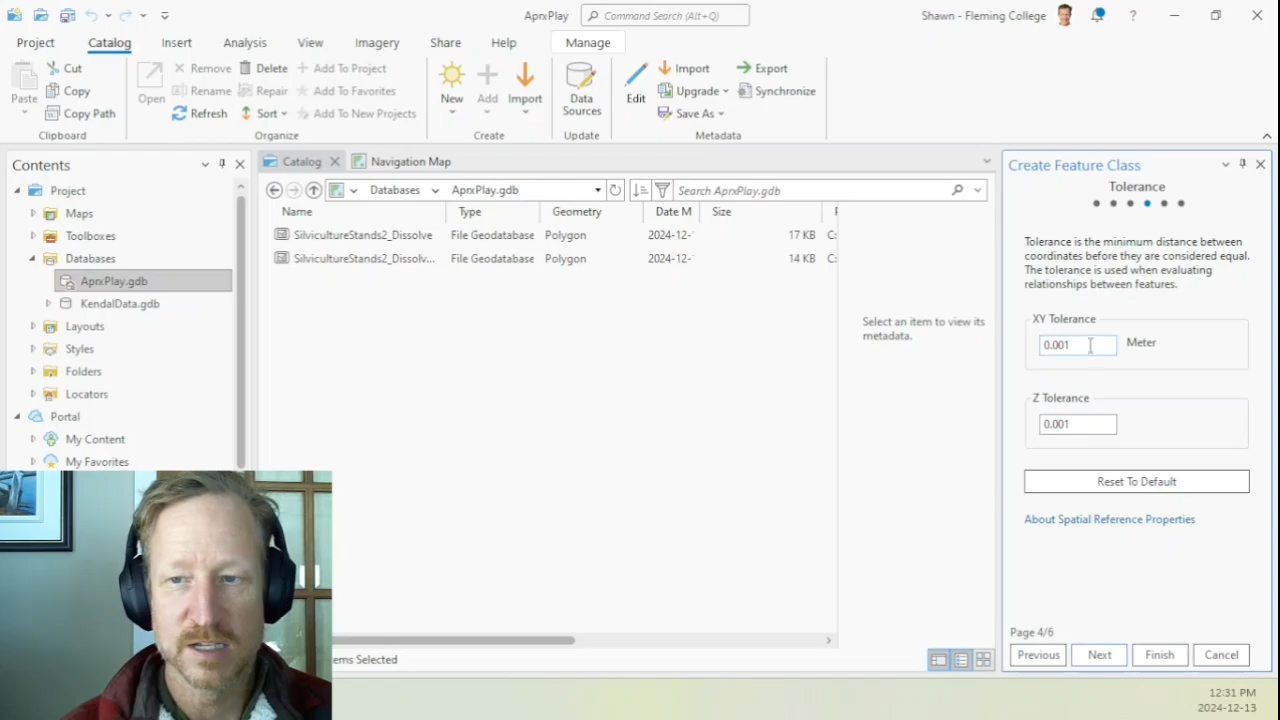 AprxPlay
Command Search (Alt+Q)
Shawn - Fleming College
?
Project Catalog Insert Analysis View Imagery Share Help Manage
Paste
Cut
Copy
Copy Path
Clipboard
Open
Remove Delete Add To Project
Rename Repair Add To Favorites
Refresh Sort Add To New Projects
Organize
New Add Import
Create
Data
Sources
Update
Edit
Import Export
Upgrade Synchronize
Save As
Metadata
Contents
Project
Maps
Toolboxes
Databases
AprxPlay.gdb
KendalData.gdb
Layouts
Styles
Folders
Locators
Portal
My Content
My Favorites
Catalog Navigation Map
Databases AprxPlay.gdb
Search AprxPlay.gdb
Name Type Geometry Date M Size
SilvicultureStands2_Dissolve File Geodatabase Polygon 2024-12- 17 KB C:
SilvicultureStands2_Dissolv... File Geodatabase Polygon 2024-12- 14 KB C:
Select an item to view its
metadata.
ems Selected
Create Feature Class
Tolerance
Tolerance is the minimum distance between
coordinates before they are considered equal.
The tolerance is used when evaluating
relationships between features.
XY Tolerance
0.001 Meter
Z Tolerance
0.001
Reset To Default
About Spatial Reference Properties
Page 4/6
Previous Next Finish Cancel
12:31 PM
2024-12-13